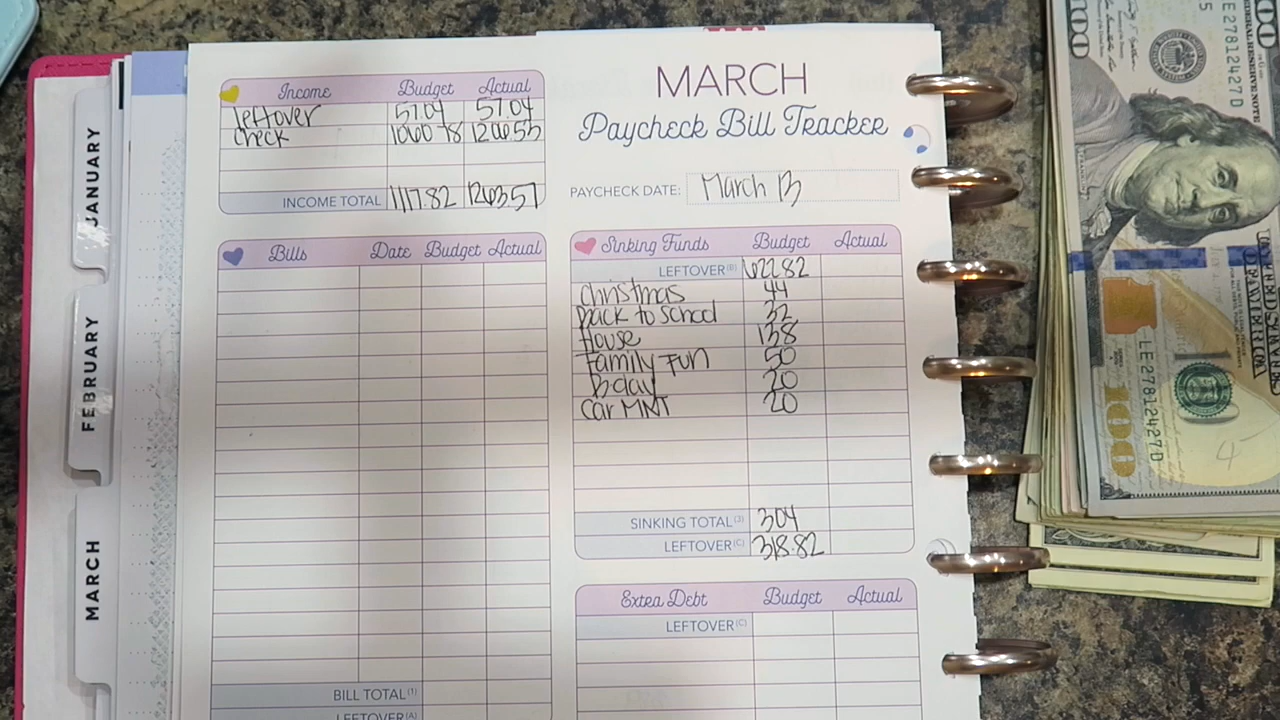 JANUARY
FEBRUARY
MARCH
Income Budget Actual
leftover 57.04 57.04
check 1060.78 1206.53
INCOME TOTAL 1117.82 1263.57
Bills Date Budget Actual
BILL TOTAL (1)
LEFTOVER (A)
MARCH
Paycheck Bill Tracker
PAYCHECK DATE: March 13
Sinking Funds Budget Actual
LEFTOVER (B) 622.82
Christmas 44
Back to school 32
House 138
Family Fun 50
Bday 20
Car MNT 20
SINKING TOTAL (3) 304
LEFTOVER (C) 318.82
Extra Debt Budget Actual
LEFTOVER (C)
100
LE27812427D
LE27812427D
100